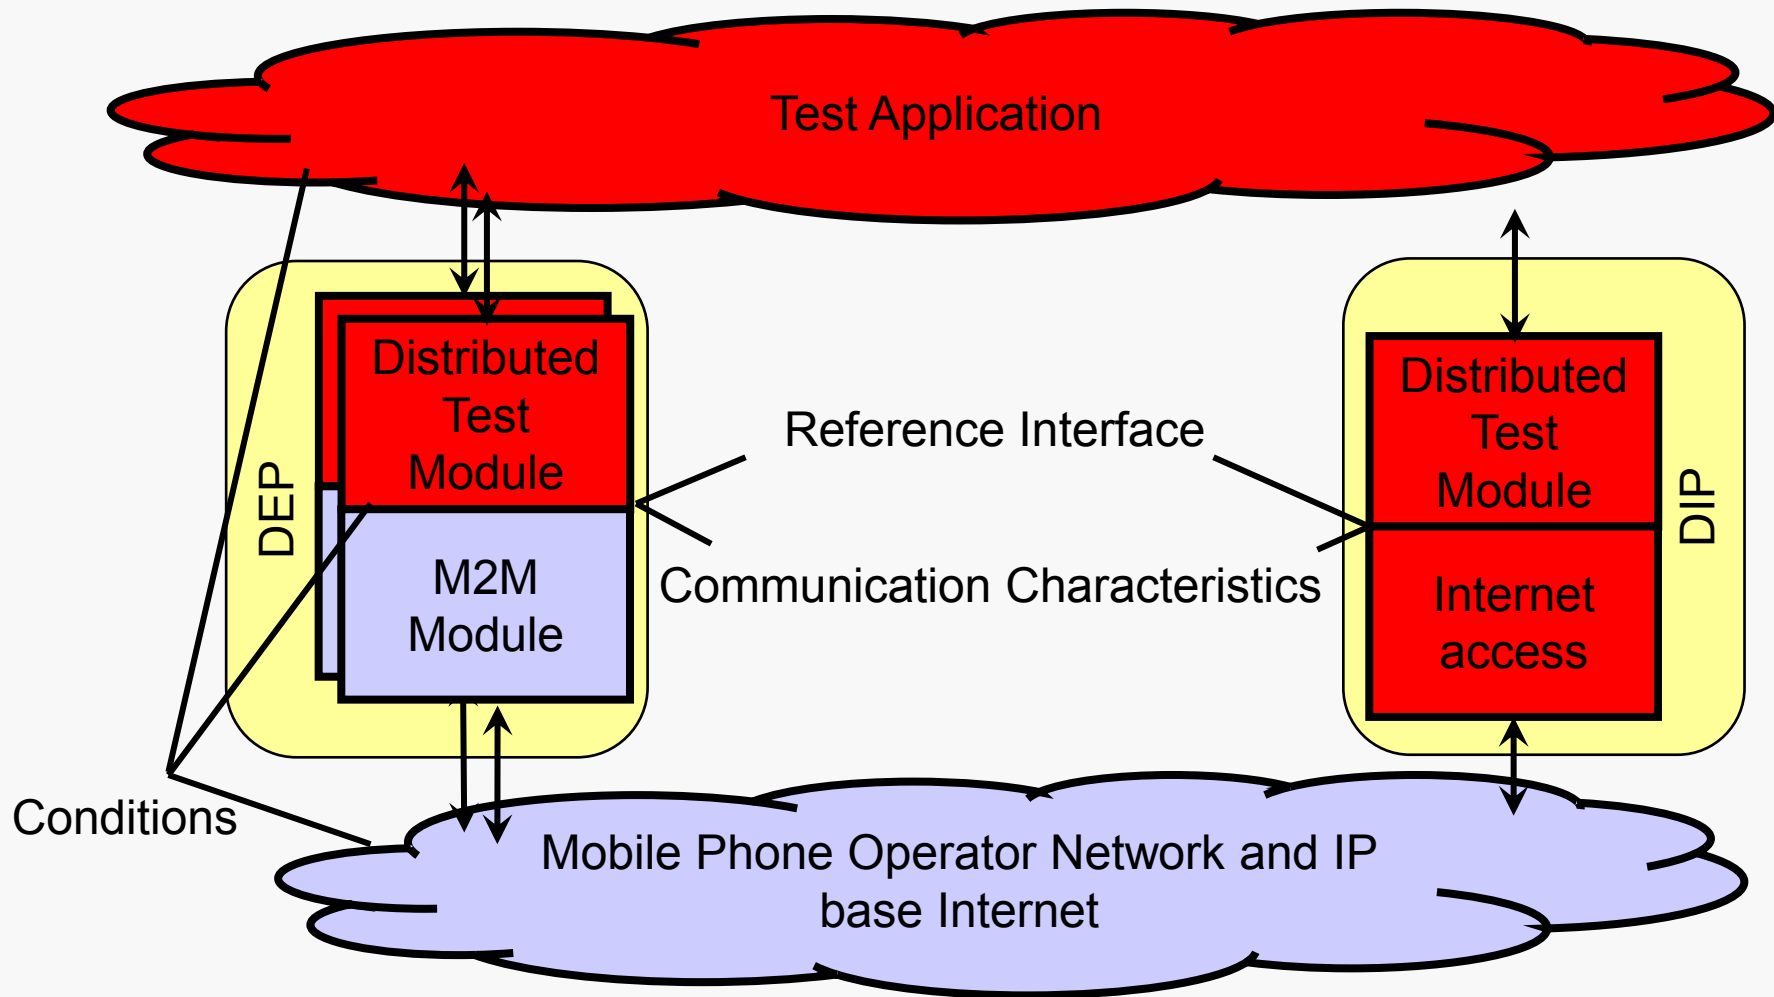 Test Application
Distributed
Test
Module
DEP
M2M
Module
Reference Interface
Communication Characteristics
Distributed
Test
Module
DIP
Internet
access
Conditions
Mobile Phone Operator Network and IP
base Internet